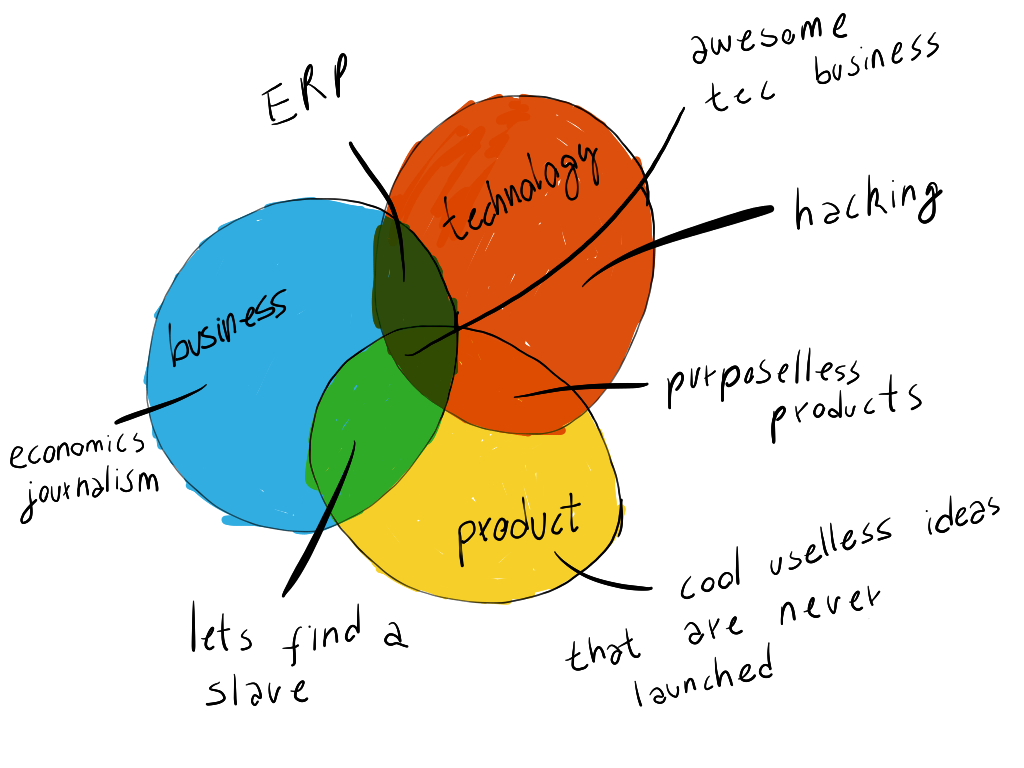 awesome
tec business
ERP
technology
hacking
business
purposelless
products
economics
journalism
product
cool uselless ideas
that are never
launched
lets find a
slave